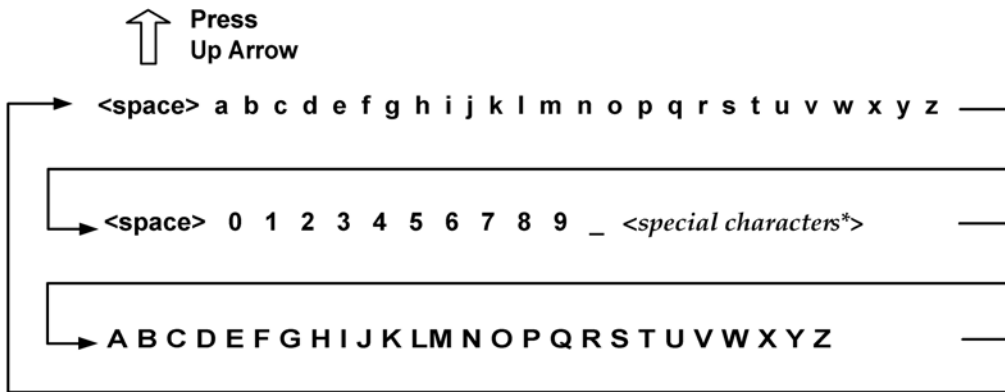 Press
Up Arrow
<space> a b c d e f g h i j k l m n o p q r s t u v w x y z
<space> 0 1 2 3 4 5 6 7 8 9 _ <special characters*>
A B C D E F G H I J K L M N O P Q R S T U V W X Y Z